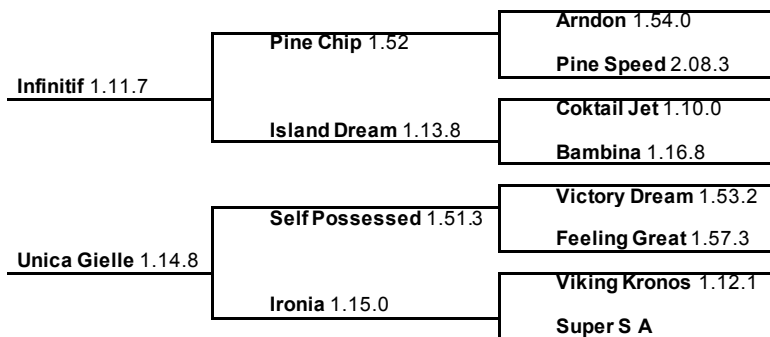 Arndon 1.54.0
Pine Chip 1.52
Pine Speed 2.08.3
Infinitif 1.11.7
Coktail Jet 1.10.0
Island Dream 1.13.8
Bambina 1.16.8
Victory Dream 1.53.2
Self Possessed 1.51.3
Feeling Great 1.57.3
Unica Gielle 1.14.8
Viking Kronos 1.12.1
Ironia 1.15.0
Super S A